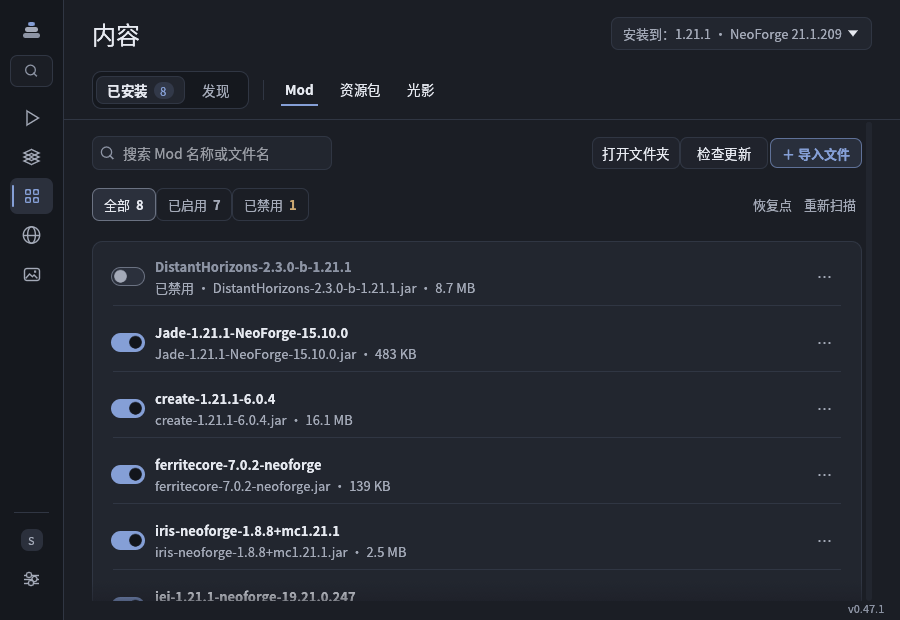 内容
安装到：1.21.1 • NeoForge 21.1.209
已安装 8 发现 Mod 资源包 光影
搜索 Mod 名称或文件名 打开文件夹 检查更新 + 导入文件
全部 8 已启用 7 已禁用 1 恢复点 重新扫描
DistantHorizons-2.3.0-b-1.21.1
已禁用 • DistantHorizons-2.3.0-b-1.21.1.jar • 8.7 MB
Jade-1.21.1-NeoForge-15.10.0
Jade-1.21.1-NeoForge-15.10.0.jar • 483 KB
create-1.21.1-6.0.4
create-1.21.1-6.0.4.jar • 16.1 MB
ferritecore-7.0.2-neoforge
ferritecore-7.0.2-neoforge.jar • 139 KB
iris-neoforge-1.8.8+mc1.21.1
iris-neoforge-1.8.8+mc1.21.1.jar • 2.5 MB
jei-1.21.1-neoforge-19.21.0.247
S
v0.47.1